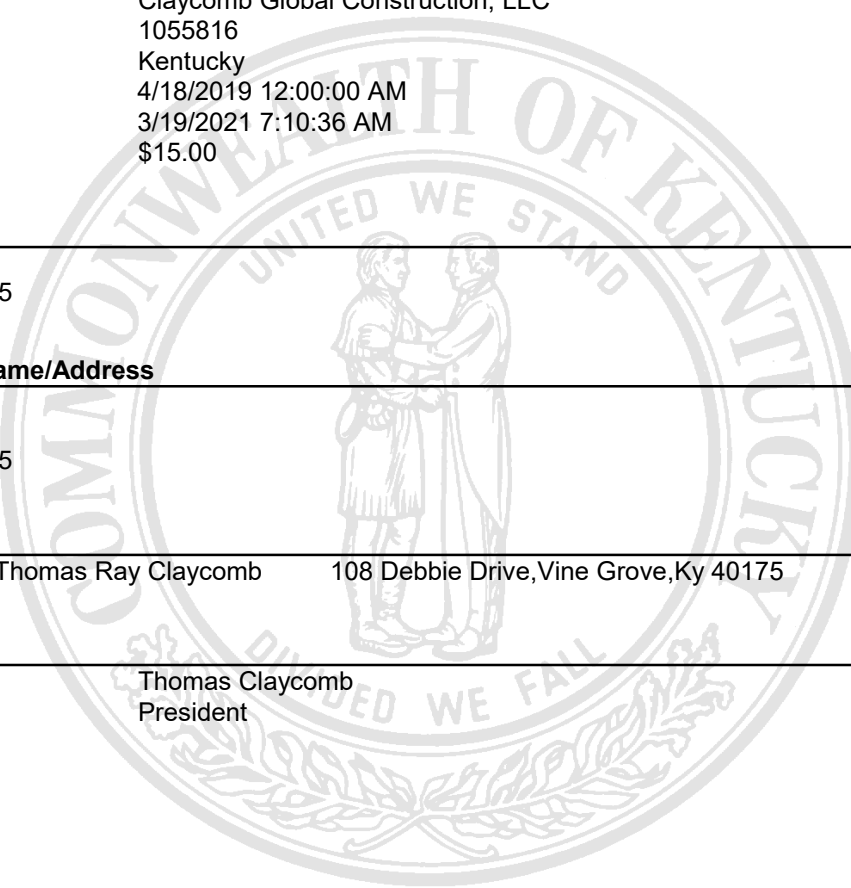 Claycomb Global Construction, LLC
1055816
Kentucky
4/18/2019 12:00:00 AM
3/19/2021 7:10:36 AM
$15.00
COMMONWEALTH OF KENTUCKY
UNITED WE STAND
5
ame/Address
5
Thomas Ray Claycomb 108 Debbie Drive,Vine Grove,Ky 40175
DIVIDED WE FALL
Thomas Claycomb
President